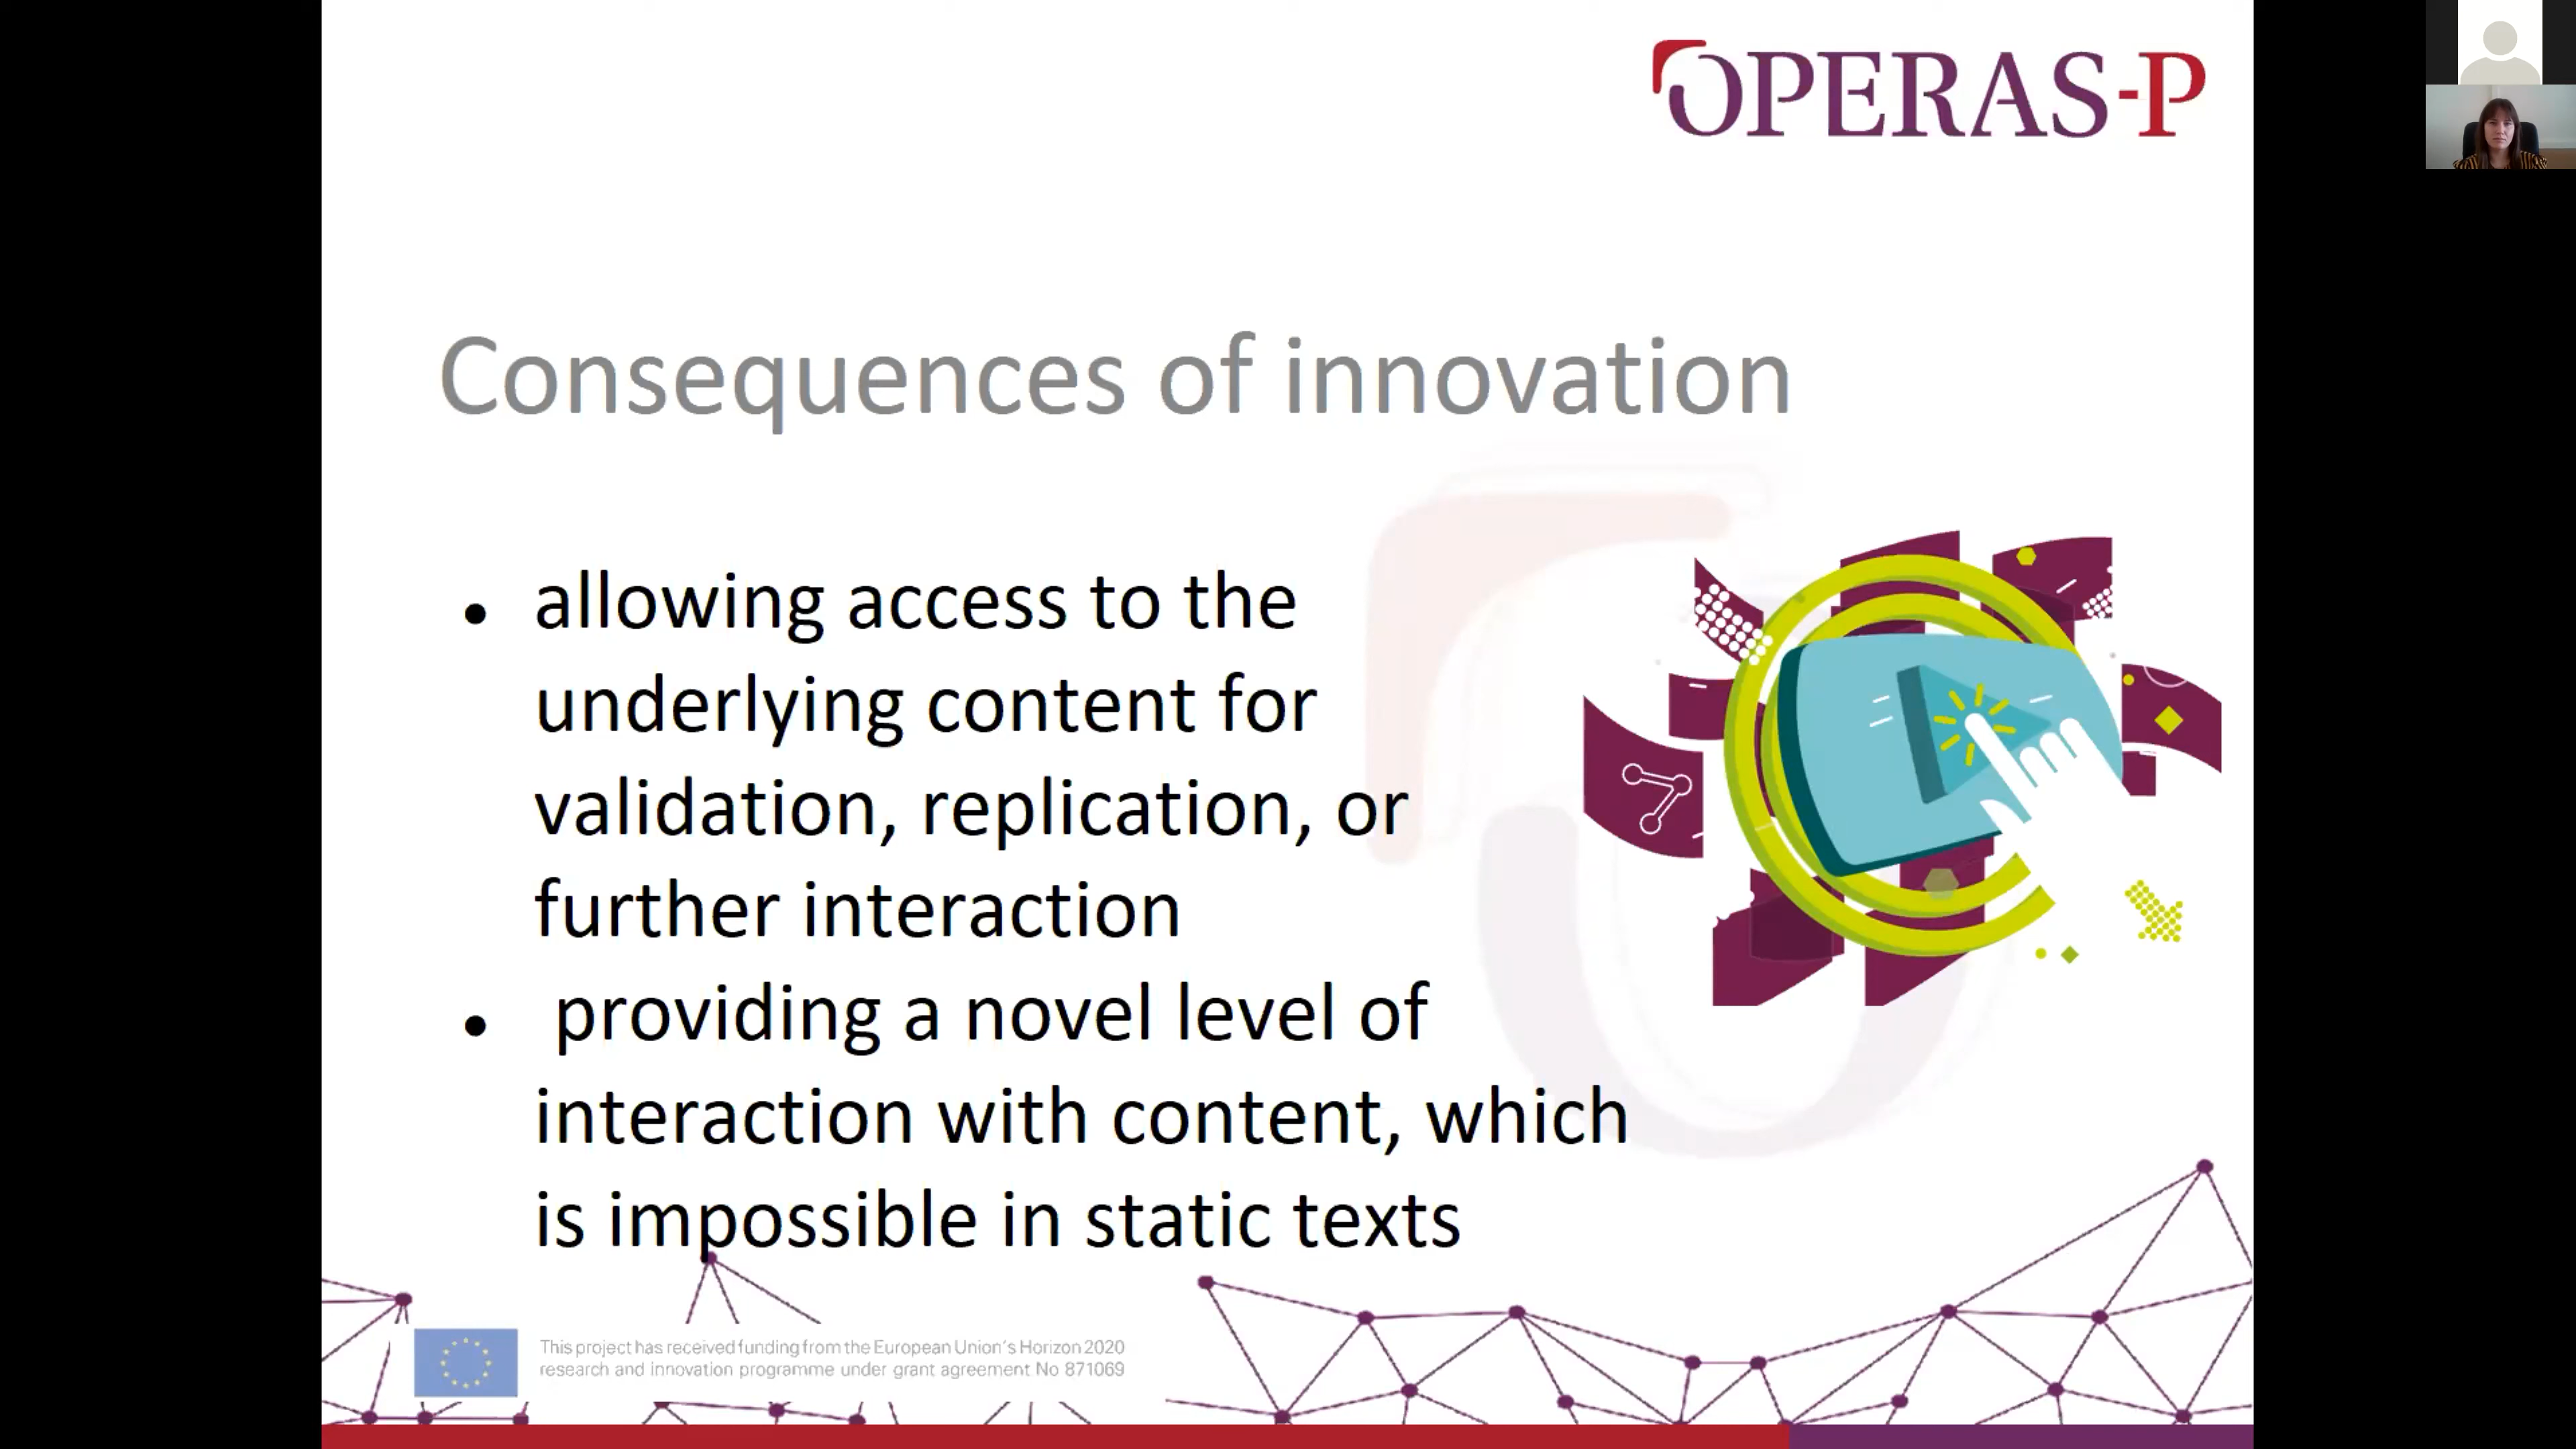 OPERAS-P
Consequences of innovation
• allowing access to the
underlying content for
validation, replication, or
further interaction
• providing a novel level of
interaction with content, which
is impossible in static texts
This project has received funding from the European Union's Horizon 2020
research and innovation programme under grant agreement No 871069